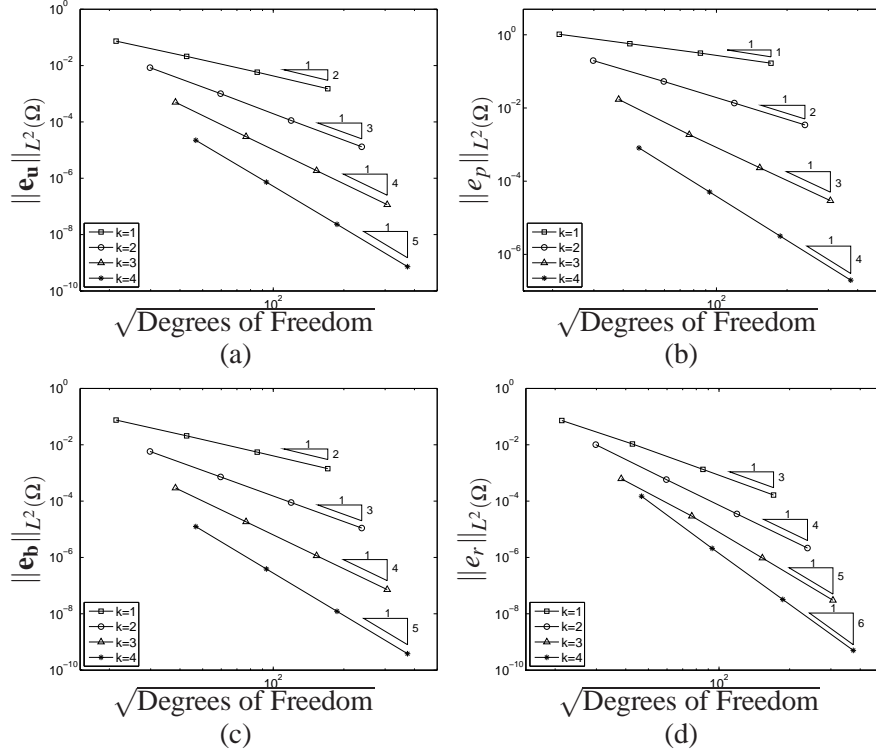 10^0
10^-2
10^-4
10^-6
10^-8
10^-10
||e_u||_{L^2(Ω)}
1
2
1
3
1
4
1
5
k=1
k=2
k=3
k=4
10^2
√Degrees of Freedom
(a)
10^0
10^-2
10^-4
10^-6
||e_p||_{L^2(Ω)}
1
1
1
2
1
3
1
4
k=1
k=2
k=3
k=4
10^2
√Degrees of Freedom
(b)
10^0
10^-2
10^-4
10^-6
10^-8
10^-10
||e_b||_{L^2(Ω)}
1
2
1
3
1
4
1
5
k=1
k=2
k=3
k=4
10^2
√Degrees of Freedom
(c)
10^0
10^-2
10^-4
10^-6
10^-8
10^-10
||e_r||_{L^2(Ω)}
1
3
1
4
1
5
1
6
k=1
k=2
k=3
k=4
10^2
√Degrees of Freedom
(d)